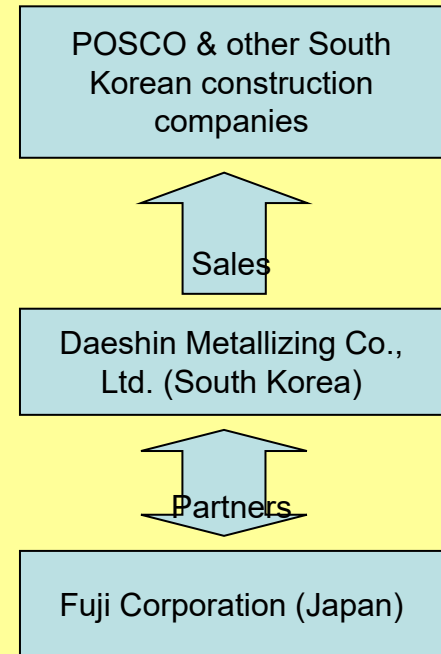 POSCO & other South
Korean construction
companies
Sales
Daeshin Metallizing Co.,
Ltd. (South Korea)
Partners
Fuji Corporation (Japan)